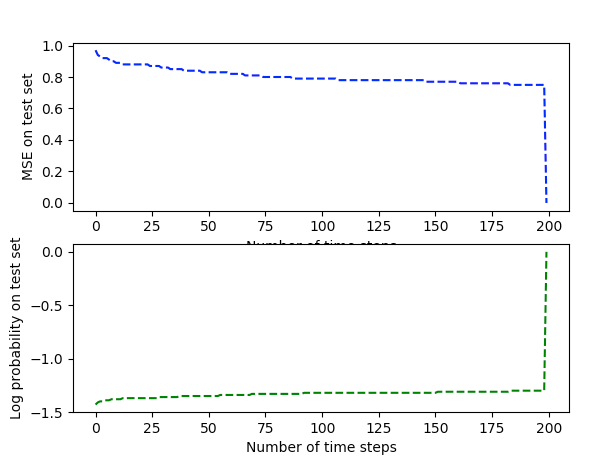 MSE on test set
1.0
0.8
0.6
0.4
0.2
0.0
0 25 50 75 100 125 150 175 200
Number of time steps
Log probability on test set
0.0
−0.5
−1.0
−1.5
0 25 50 75 100 125 150 175 200
Number of time steps